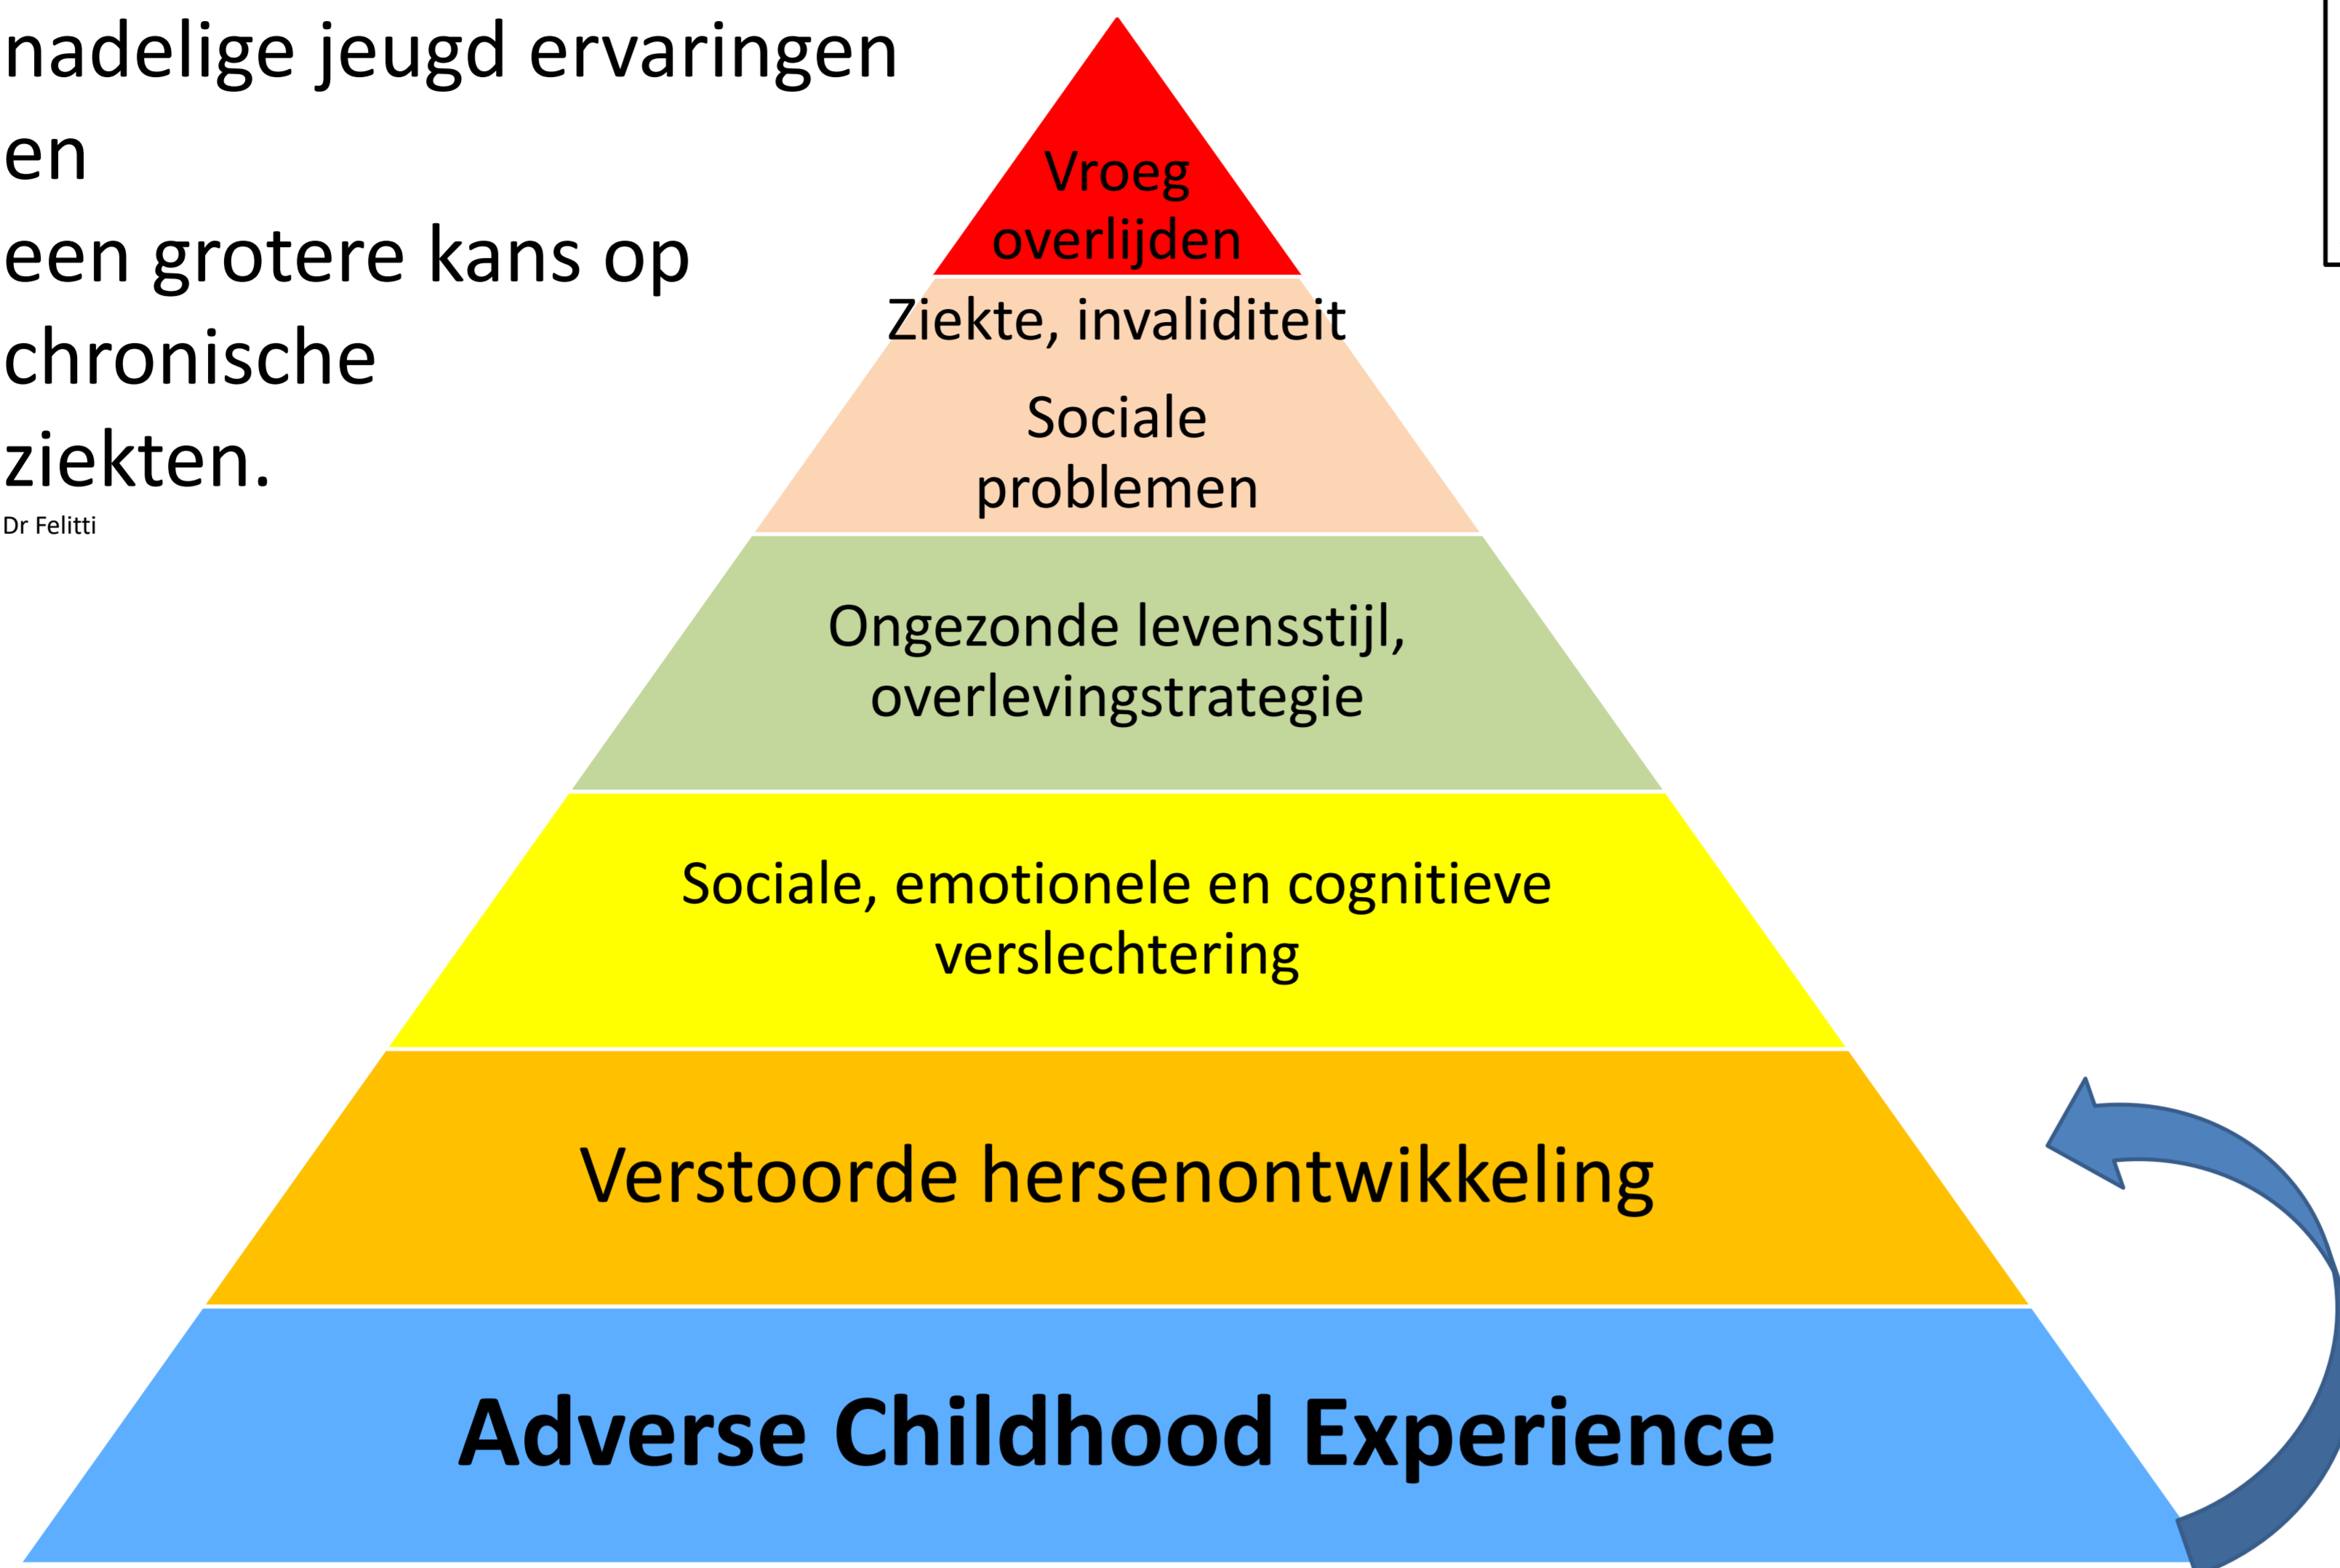 nadelige jeugd ervaringen
en
een grotere kans op
chronische
ziekten.
Dr Felitti
Vroeg
overlijden
Ziekte, invaliditeit
Sociale
problemen
Ongezonde levensstijl,
overlevingstrategie
Sociale, emotionele en cognitieve
verslechtering
Verstoorde hersenontwikkeling
Adverse Childhood Experience